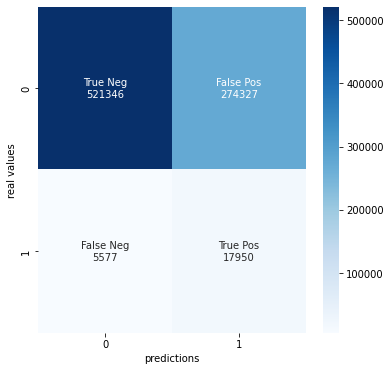 True Neg
521346
False Pos
274327
False Neg
5577
True Pos
17950
0
1
real values
0
1
predictions
500000
400000
300000
200000
100000